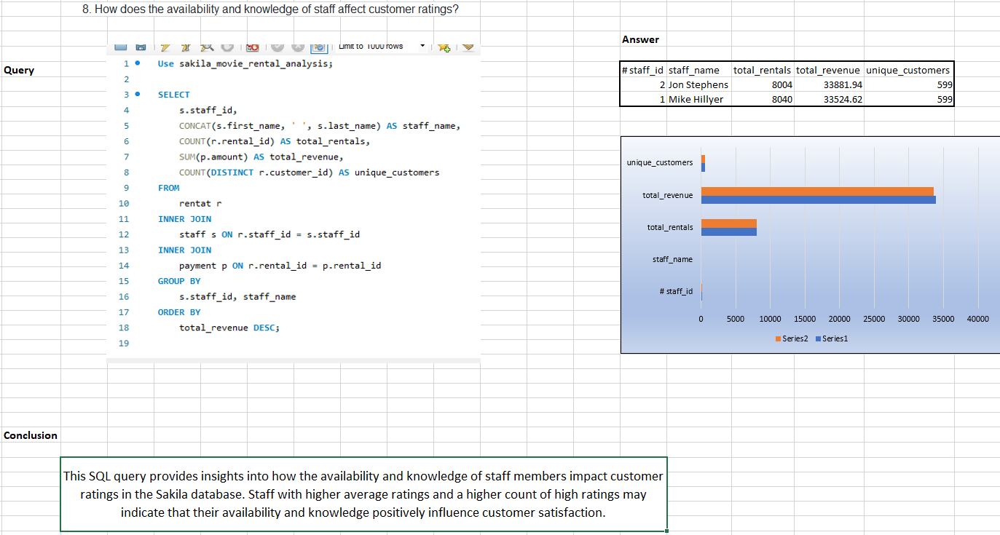 8. How does the availability and knowledge of staff affect customer ratings?
Answer
Query
Limit to 1000 rows
1 Use sakila_movie_rental_analysis;
2
3 SELECT
4 s.staff_id,
5 CONCAT(s.first_name, ' ', s.last_name) AS staff_name,
6 COUNT(r.rental_id) AS total_rentals,
7 SUM(p.amount) AS total_revenue,
8 COUNT(DISTINCT r.customer_id) AS unique_customers
9 FROM
10 rentat r
11 INNER JOIN
12 staff s ON r.staff_id = s.staff_id
13 INNER JOIN
14 payment p ON r.rental_id = p.rental_id
15 GROUP BY
16 s.staff_id, staff_name
17 ORDER BY
18 total_revenue DESC;
19
# staff_id staff_name total_rentals total_revenue unique_customers
2 Jon Stephens 8004 33881.94 599
1 Mike Hillyer 8040 33524.62 599
unique_customers
total_revenue
total_rentals
staff_name
# staff_id
0 5000 10000 15000 20000 25000 30000 35000 40000
Series2 Series1
Conclusion
This SQL query provides insights into how the availability and knowledge of staff members impact customer
ratings in the Sakila database. Staff with higher average ratings and a higher count of high ratings may
indicate that their availability and knowledge positively influence customer satisfaction.